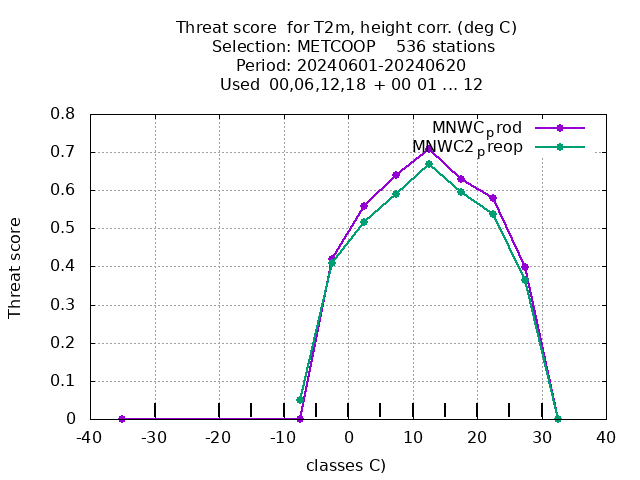 Threat score  for T2m, height corr. (deg C)
Selection: METCOOP    536 stations
Period: 20240601-20240620
Used  00,06,12,18  + 00 01 ... 12
MNWC_prod
MNWC2_preop
Threat score
0.8
0.7
0.6
0.5
0.4
0.3
0.2
0.1
0
-40 -30 -20 -10 0 10 20 30 40
classes C)